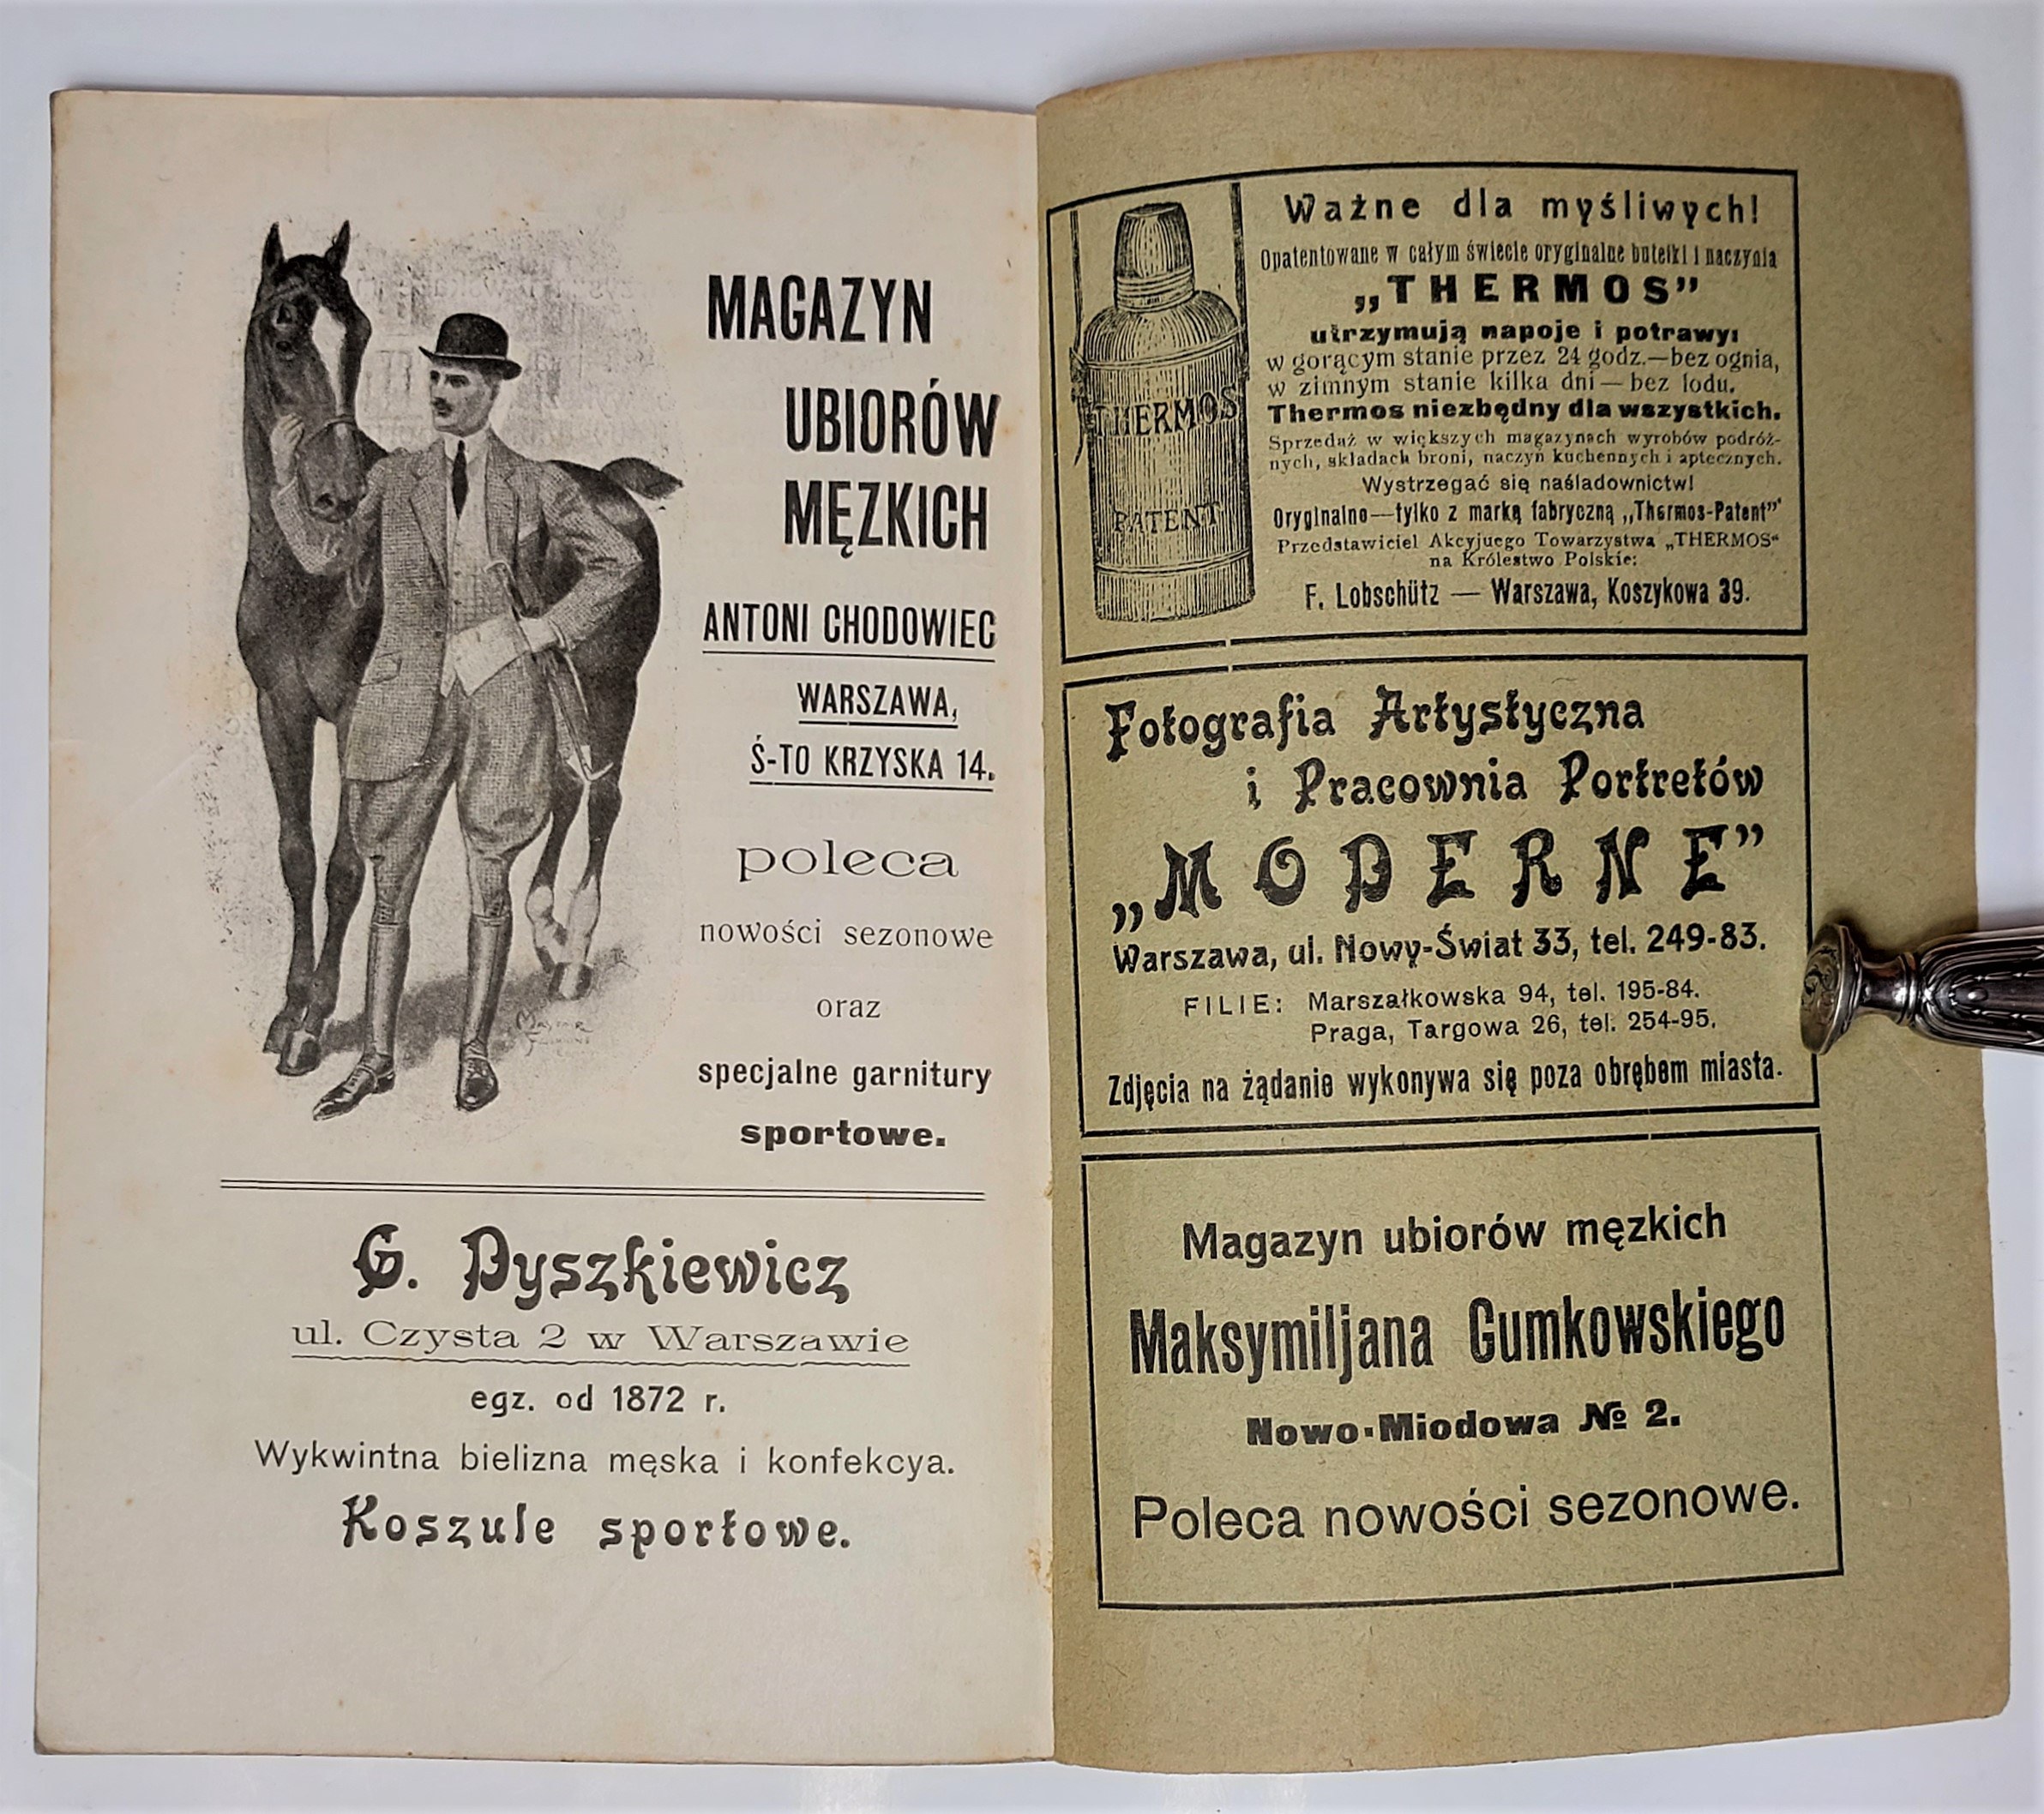 MAGAZYN
UBIORÓW
MĘZKICH
ANTONI CHODOWIEC
WARSZAWA,
Ś-TO KRZYSKA 14.
poleca
nowości sezonowe
oraz
specjalne garnitury
sportowe.
G. Pyszkiewicz
ul. Czysta 2 w Warszawie
egz. od 1872 r.
Wykwintna bielizna męska i konfekcya.
Koszule sportowe.
THERMOS
PATENT
Ważne dla myśliwych!
Opatentowane w całym świecie oryginalne butelki i naczynia
„THERMOS”
utrzymują napoje i potrawy:
w gorącym stanie przez 24 godz.—bez ognia,
w zimnym stanie kilka dni — bez lodu.
Thermos niezbędny dla wszystkich.
Sprzedaż w większych magazynach wyrobów podróż-
nych, składach broni, naczyń kuchennych i aptecznych.
Wystrzegać się naśladownictw!
Oryginalne—tylko z marką fabryczną „Thermos-Patent”
Przedstawiciel Akcyjnego Towarzystwa „THERMOS“
na Królestwo Polskie:
F. Lobschütz — Warszawa, Koszykowa 39.
Fotografia Artystyczna
i Pracownia Portretów
„MODERNE”
Warszawa, ul. Nowy-Świat 33, tel. 249-83.
FILIE: Marszałkowska 94, tel. 195-84.
Praga, Targowa 26, tel. 254-95.
Zdjęcia na żądanie wykonywa się poza obrębem miasta.
Magazyn ubiorów męzkich
Maksymiljana Gumkowskiego
Nowo-Miodowa № 2.
Poleca nowości sezonowe.